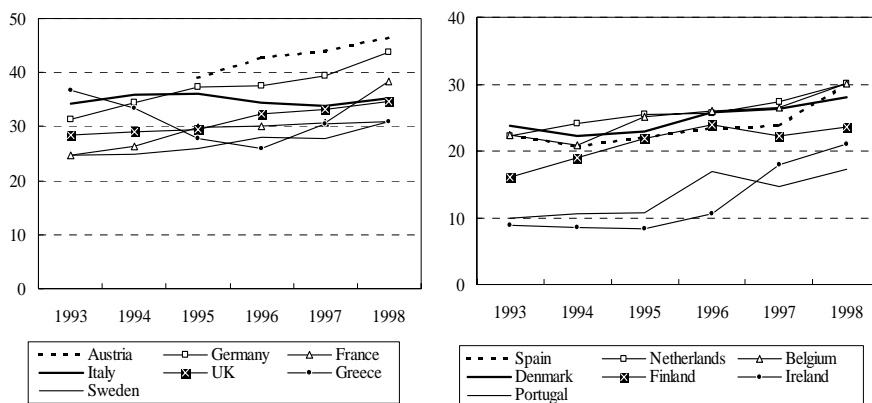 50
40
30
20
10
0
1993 1994 1995 1996 1997 1998
Austria Germany France
Italy UK Greece
Sweden
40
30
20
10
0
1993 1994 1995 1996 1997 1998
Spain Netherlands Belgium
Denmark Finland Ireland
Portugal